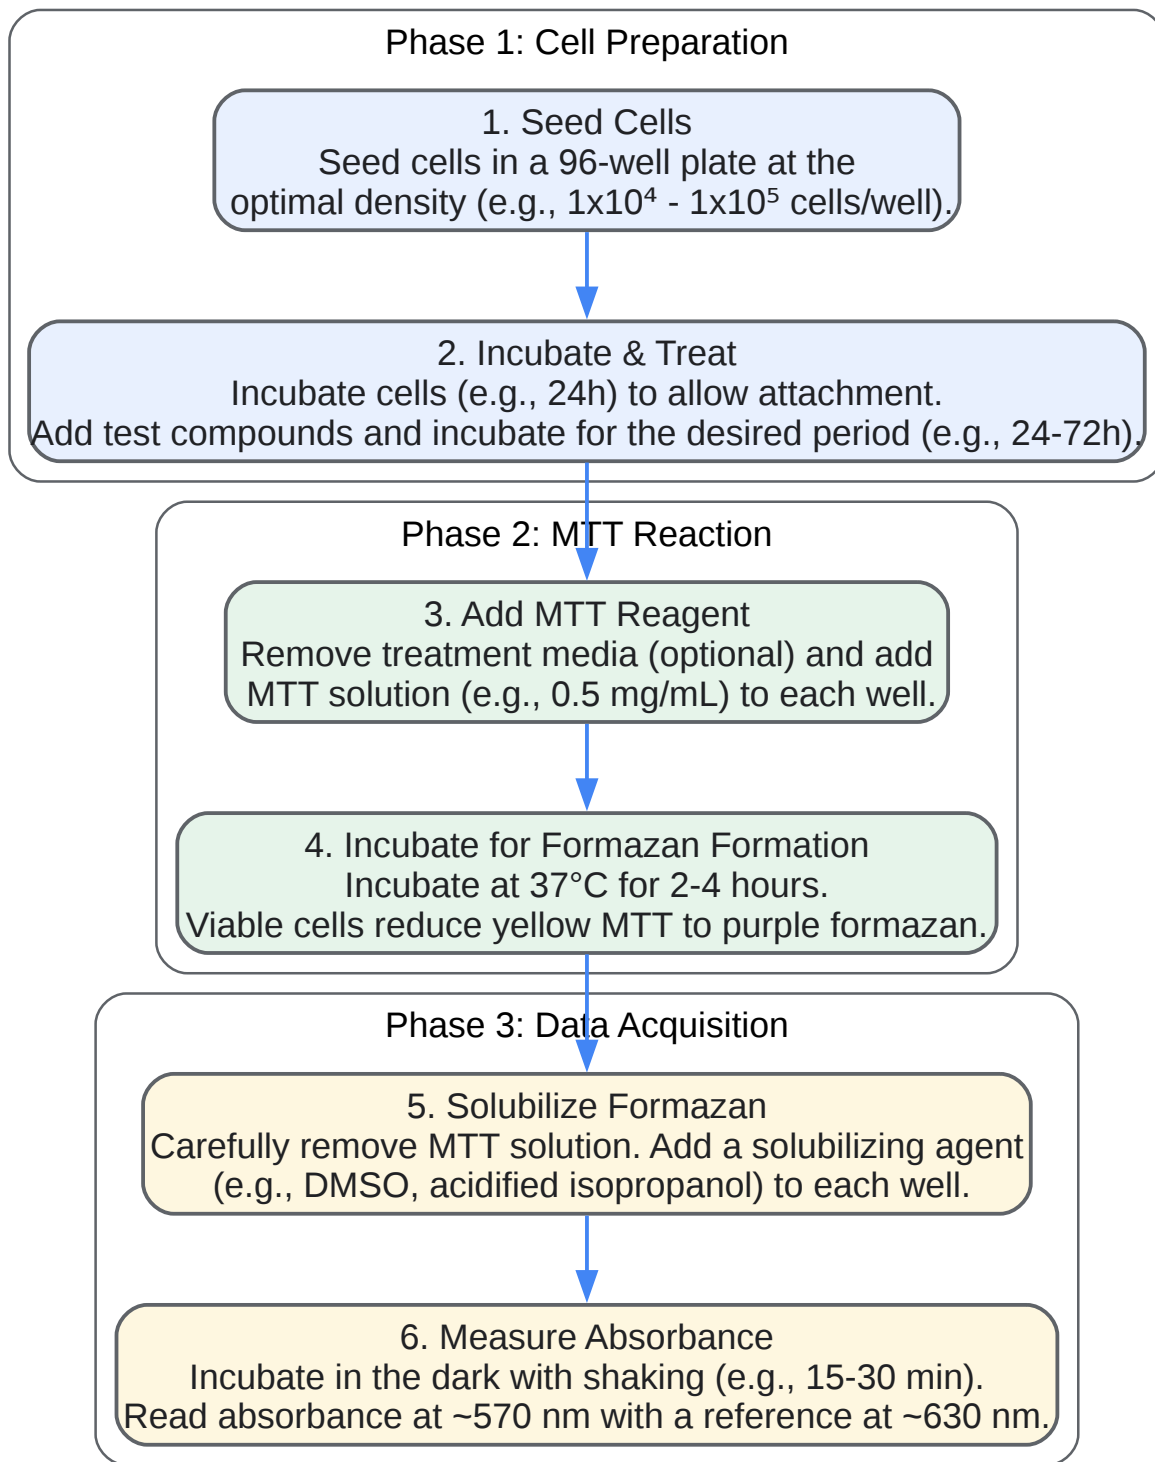 Phase 1: Cell Preparation
1. Seed Cells
Seed cells in a 96-well plate at the
optimal density (e.g., 1x10⁴ - 1x10⁵ cells/well).
2. Incubate & Treat
Incubate cells (e.g., 24h) to allow attachment.
Add test compounds and incubate for the desired period (e.g., 24-72h).
Phase 2: MTT Reaction
3. Add MTT Reagent
Remove treatment media (optional) and add
MTT solution (e.g., 0.5 mg/mL) to each well.
4. Incubate for Formazan Formation
Incubate at 37°C for 2-4 hours.
Viable cells reduce yellow MTT to purple formazan.
Phase 3: Data Acquisition
5. Solubilize Formazan
Carefully remove MTT solution. Add a solubilizing agent
(e.g., DMSO, acidified isopropanol) to each well.
6. Measure Absorbance
Incubate in the dark with shaking (e.g., 15-30 min).
Read absorbance at ~570 nm with a reference at ~630 nm.